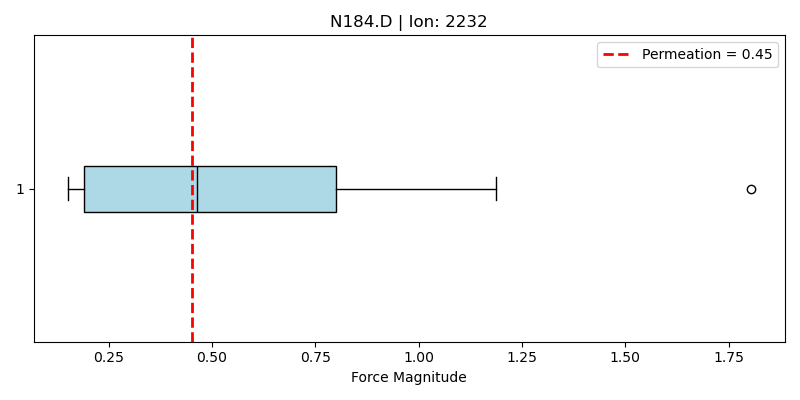 N184.D | Ion: 2232
Permeation = 0.45
1
0.25 0.50 0.75 1.00 1.25 1.50 1.75
Force Magnitude